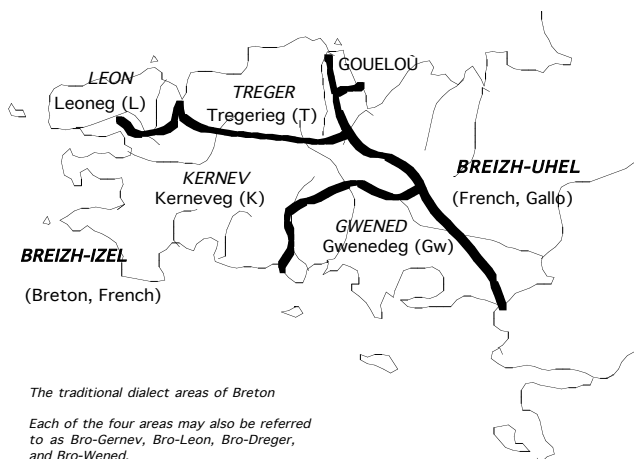 GOUELOÙ
LEON
Leoneg (L)
TREGER
Tregerieg (T)
KERNEV
Kerneveg (K)
BREIZH-UHEL
(French, Gallo)
GWENED
Gwenedeg (Gw)
BREIZH-IZEL
(Breton, French)
The traditional dialect areas of Breton
Each of the four areas may also be referred
to as Bro-Gernev, Bro-Leon, Bro-Dreger,
and Bro-Wened.